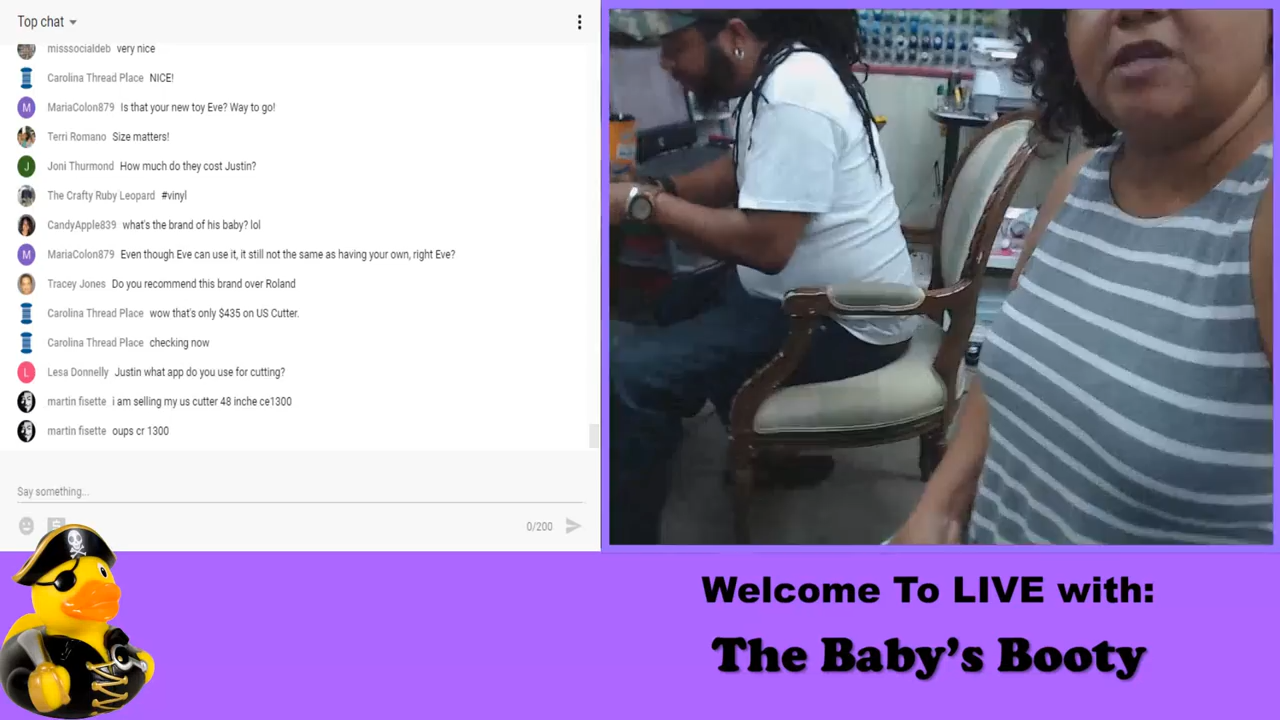 Top chat
misssocialdeb very nice
Carolina Thread Place NICE!
M MariaColon879 Is that your new toy Eve? Way to go!
Terri Romano Size matters!
J Joni Thurmond How much do they cost Justin?
The Crafty Ruby Leopard #vinyl
CandyApple839 what's the brand of his baby? lol
M MariaColon879 Even though Eve can use it, it still not the same as having your own, right Eve?
Tracey Jones Do you recommend this brand over Roland
Carolina Thread Place wow that's only $435 on US Cutter.
Carolina Thread Place checking now
L Lesa Donnelly Justin what app do you use for cutting?
martin fisette i am selling my us cutter 48 inche ce1300
martin fisette oups cr 1300
Say something...
0/200
Welcome To LIVE with:
The Baby's Booty